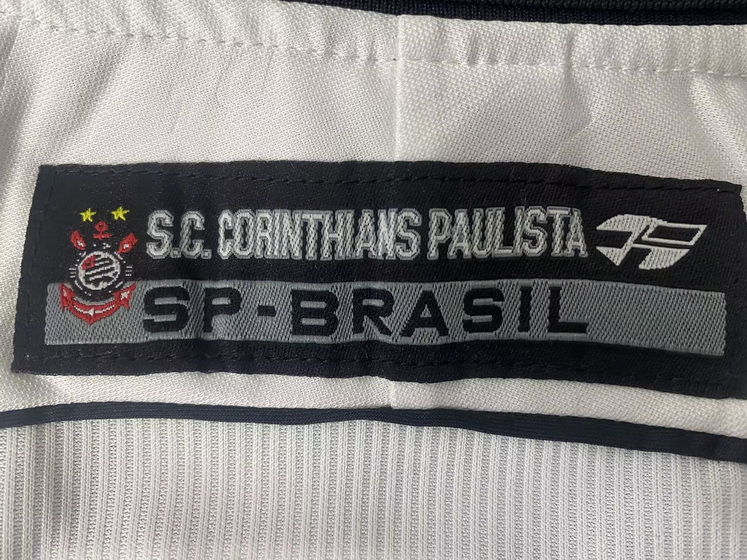 S.C. CORINTHIANS PAULISTA
SP-BRASIL